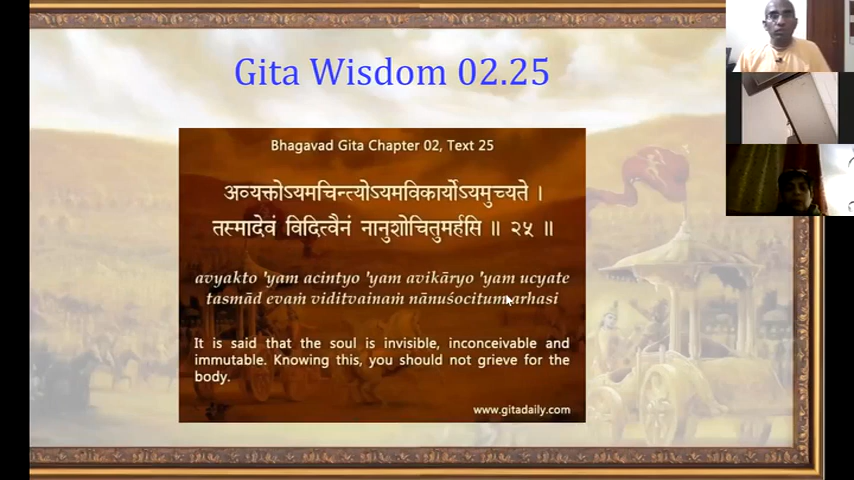 Gita Wisdom 02.25
Bhagavad Gita Chapter 02, Text 25
अव्यक्तोऽयमचिन्त्योऽयमविकार्योऽयमुच्यते ।
तस्मादेवं विदित्वैनं नानुशोचितुमर्हसि ॥ २५ ॥
avyakto 'yam acintyo 'yam avikāryo 'yam ucyate
tasmād evaṁ viditvainaṁ nānuśocitum arhasi
It is said that the soul is invisible, inconceivable and
immutable. Knowing this, you should not grieve for the
body.
www.gitadaily.com